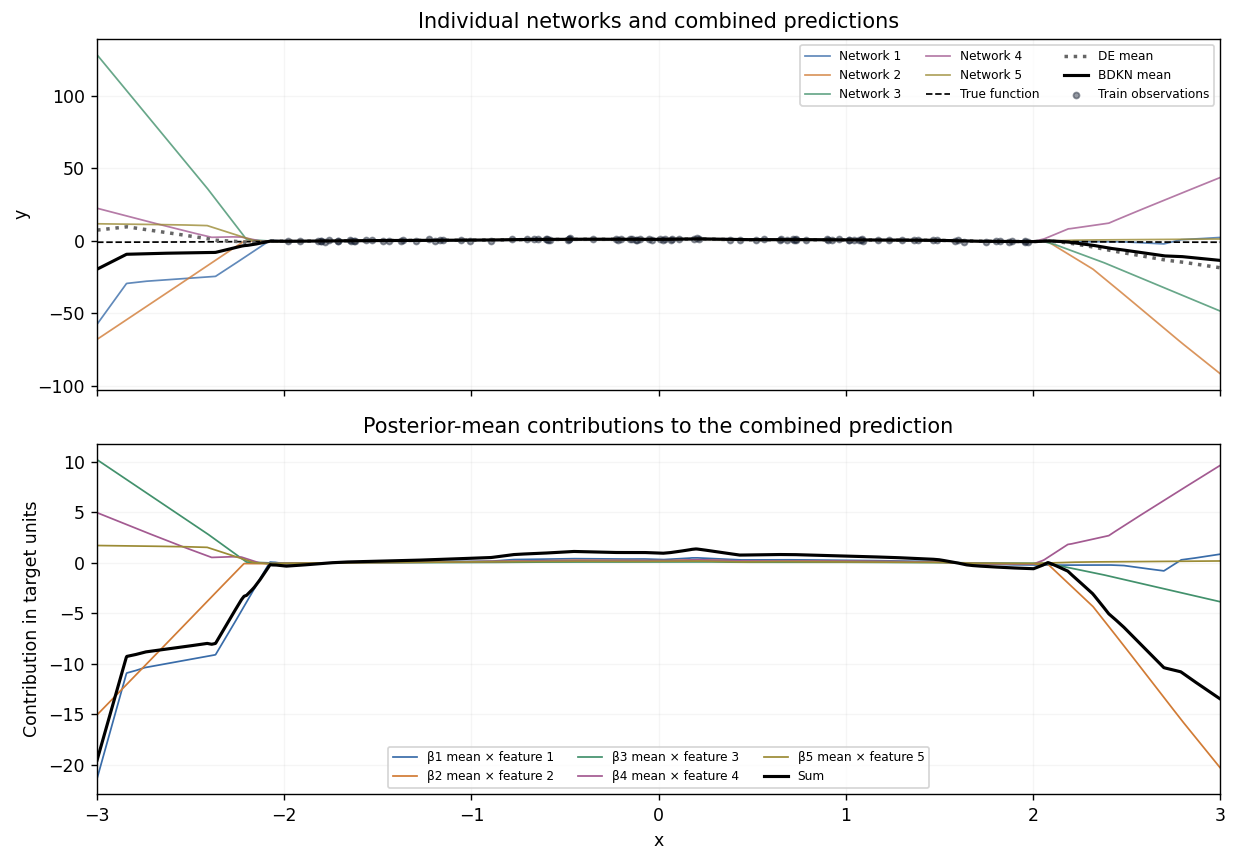 Individual networks and combined predictions
y
100
50
0
−50
−100
Network 1
Network 2
Network 3
Network 4
Network 5
True function
DE mean
BDKN mean
Train observations
Posterior-mean contributions to the combined prediction
Contribution in target units
10
5
0
−5
−10
−15
−20
β1 mean × feature 1
β2 mean × feature 2
β3 mean × feature 3
β4 mean × feature 4
β5 mean × feature 5
Sum
−3 −2 −1 0 1 2 3
x